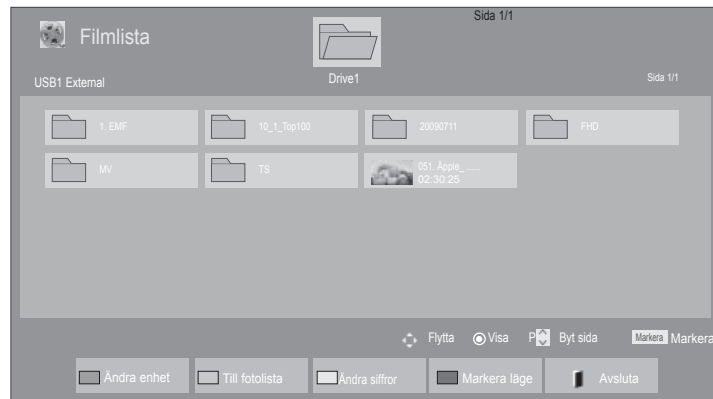 Sida 1/1
Filmlista
USB1 External
Drive1
Sida 1/1
1. EMF
10_1_Top100
20090711
FHD
MV
TS
051. Äpple_ ......
02:30:25
Flytta
Visa
P
Byt sida
Markera
Markera
Ändra enhet
Till fotolista
Ändra siffror
Markera läge
Avsluta